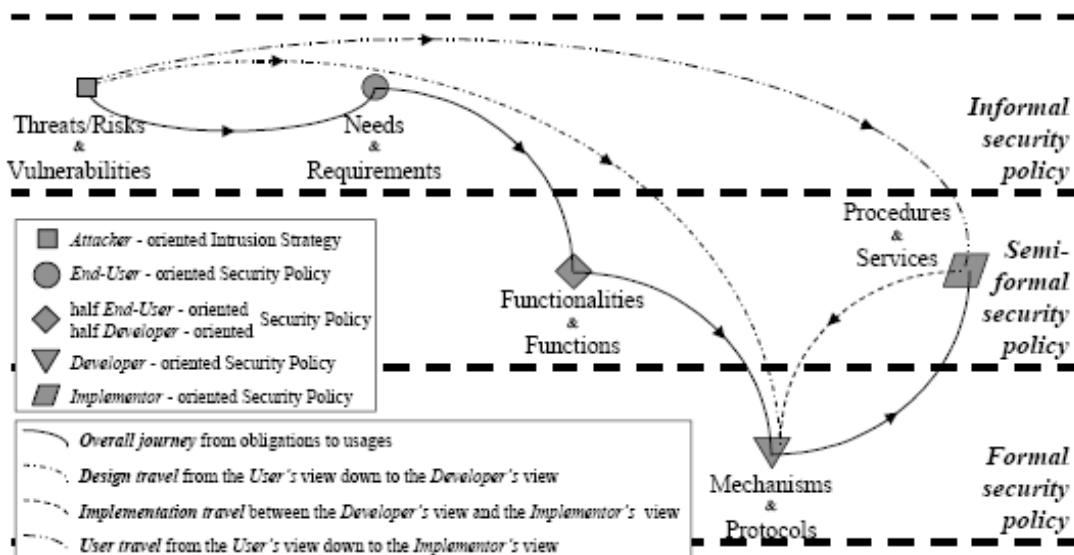 Threats/Risks
&
Vulnerabilities
Needs
&
Requirements
Informal
security
policy
Procedures
&
Services
Semi-
formal
security
policy
Functionalities
&
Functions
Attacker - oriented Intrusion Strategy
End-User - oriented Security Policy
half End-User - oriented
half Developer - oriented
Security Policy
Developer - oriented Security Policy
Implementor - oriented Security Policy
Overall journey from obligations to usages
Design travel from the User's view down to the Developer's view
Implementation travel between the Developer's view and the Implementor's view
User travel from the User's view down to the Implementor's view
Mechanisms
&
Protocols
Formal
security
policy